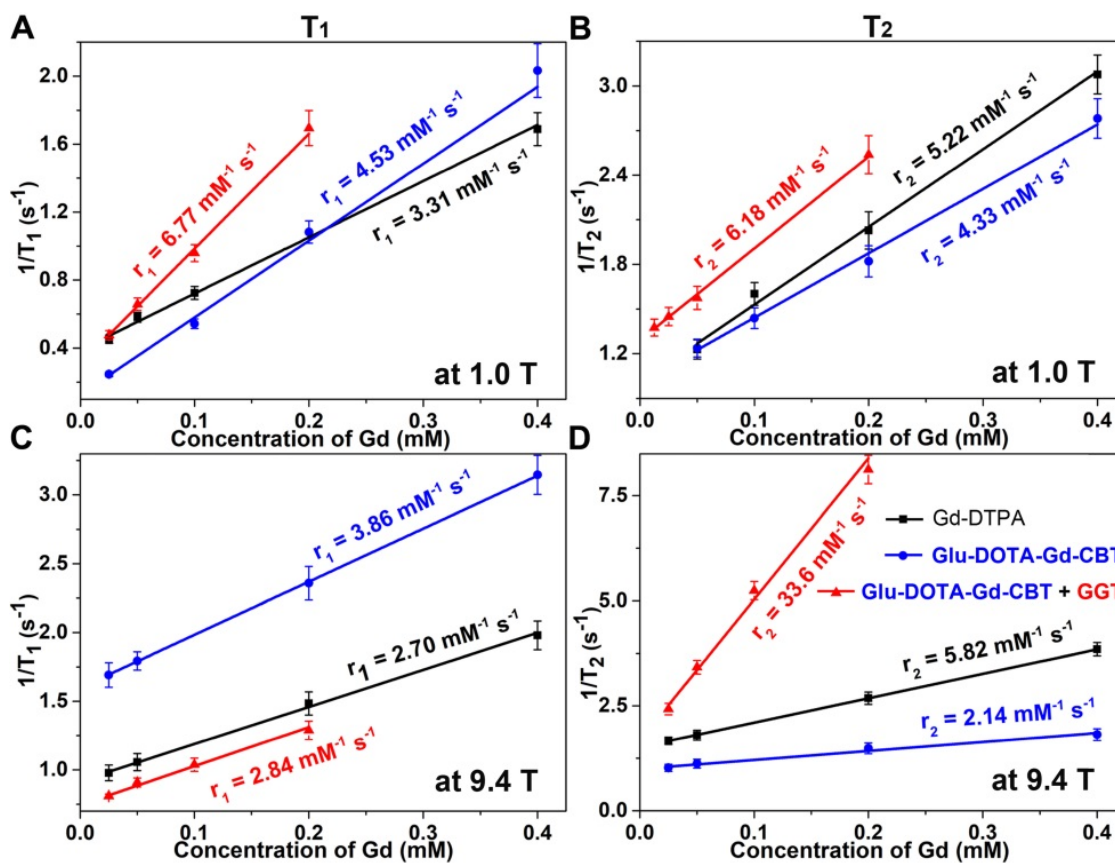 A
T1
B
T2
1/T1 (s-1)
2.0
1.6
1.2
0.8
0.4
r1 = 6.77 mM-1 s-1
r1 = 4.53 mM-1 s-1
r1 = 3.31 mM-1 s-1
at 1.0 T
0.0 0.1 0.2 0.3 0.4
Concentration of Gd (mM)
1/T2 (s-1)
3.0
2.4
1.8
1.2
r2 = 6.18 mM-1 s-1
r2 = 5.22 mM-1 s-1
r2 = 4.33 mM-1 s-1
at 1.0 T
0.0 0.1 0.2 0.3 0.4
Concentration of Gd (mM)
C
1/T1 (s-1)
3.0
2.5
2.0
1.5
1.0
r1 = 3.86 mM-1 s-1
r1 = 2.70 mM-1 s-1
r1 = 2.84 mM-1 s-1
at 9.4 T
0.0 0.1 0.2 0.3 0.4
Concentration of Gd (mM)
D
1/T2 (s-1)
7.5
5.0
2.5
0.0
r2 = 33.6 mM-1 s-1
Gd-DTPA
Glu-DOTA-Gd-CBT
Glu-DOTA-Gd-CBT + GGT
r2 = 5.82 mM-1 s-1
r2 = 2.14 mM-1 s-1
at 9.4 T
0.0 0.1 0.2 0.3 0.4
Concentration of Gd (mM)